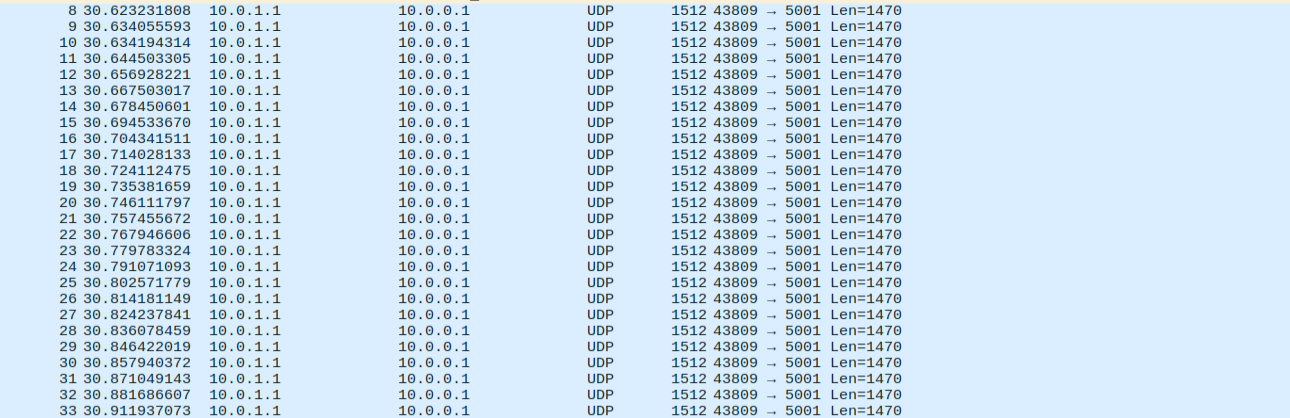 8 30.623231808 10.0.1.1 10.0.0.1 UDP 1512 43809 → 5001 Len=1470
9 30.634055593 10.0.1.1 10.0.0.1 UDP 1512 43809 → 5001 Len=1470
10 30.634194314 10.0.1.1 10.0.0.1 UDP 1512 43809 → 5001 Len=1470
11 30.644503305 10.0.1.1 10.0.0.1 UDP 1512 43809 → 5001 Len=1470
12 30.656928221 10.0.1.1 10.0.0.1 UDP 1512 43809 → 5001 Len=1470
13 30.667503017 10.0.1.1 10.0.0.1 UDP 1512 43809 → 5001 Len=1470
14 30.678450601 10.0.1.1 10.0.0.1 UDP 1512 43809 → 5001 Len=1470
15 30.694533670 10.0.1.1 10.0.0.1 UDP 1512 43809 → 5001 Len=1470
16 30.704341511 10.0.1.1 10.0.0.1 UDP 1512 43809 → 5001 Len=1470
17 30.714028133 10.0.1.1 10.0.0.1 UDP 1512 43809 → 5001 Len=1470
18 30.724112475 10.0.1.1 10.0.0.1 UDP 1512 43809 → 5001 Len=1470
19 30.735381659 10.0.1.1 10.0.0.1 UDP 1512 43809 → 5001 Len=1470
20 30.746111797 10.0.1.1 10.0.0.1 UDP 1512 43809 → 5001 Len=1470
21 30.757455672 10.0.1.1 10.0.0.1 UDP 1512 43809 → 5001 Len=1470
22 30.767946606 10.0.1.1 10.0.0.1 UDP 1512 43809 → 5001 Len=1470
23 30.779783324 10.0.1.1 10.0.0.1 UDP 1512 43809 → 5001 Len=1470
24 30.791071093 10.0.1.1 10.0.0.1 UDP 1512 43809 → 5001 Len=1470
25 30.802571779 10.0.1.1 10.0.0.1 UDP 1512 43809 → 5001 Len=1470
26 30.814181149 10.0.1.1 10.0.0.1 UDP 1512 43809 → 5001 Len=1470
27 30.824237841 10.0.1.1 10.0.0.1 UDP 1512 43809 → 5001 Len=1470
28 30.836078459 10.0.1.1 10.0.0.1 UDP 1512 43809 → 5001 Len=1470
29 30.846422019 10.0.1.1 10.0.0.1 UDP 1512 43809 → 5001 Len=1470
30 30.857940372 10.0.1.1 10.0.0.1 UDP 1512 43809 → 5001 Len=1470
31 30.871049143 10.0.1.1 10.0.0.1 UDP 1512 43809 → 5001 Len=1470
32 30.881686607 10.0.1.1 10.0.0.1 UDP 1512 43809 → 5001 Len=1470
33 30.911937073 10.0.1.1 10.0.0.1 UDP 1512 43809 → 5001 Len=1470